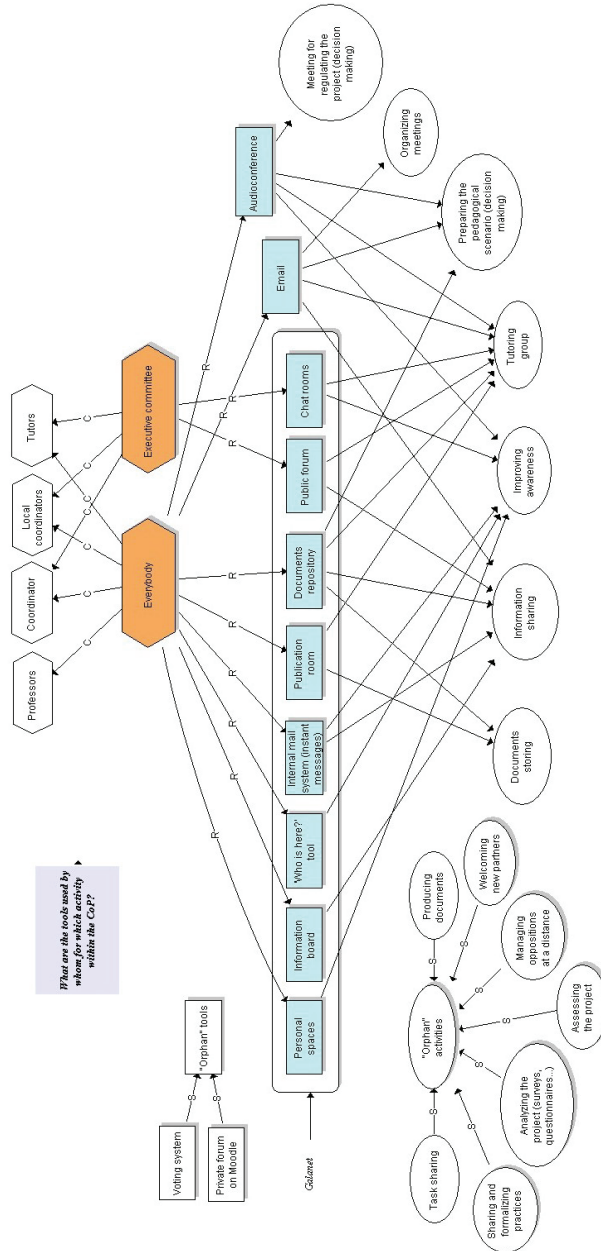 What are the tools used by
whom for which activity
within the CoP?
Professors
Coordinator
Local
coordinators
Tutors
C
C
C
C
C
C
C
Everybody
Executive committee
R
R
R
R
R
R
R
R
R
R
Voting system
Private forum
on Moodle
S
S
"Orphan" tools
Galanet
Personal
spaces
Information
board
'Who is here?'
tool
Internal mail
system (instant
messages)
Publication
room
Documents
repository
Public forum
Chat rooms
Email
Audioconference
Task sharing
Sharing and
formalizing
practices
Analyzing the
project (surveys,
questionnaires...)
Assessing
the project
Managing
oppositions
at a distance
Welcoming
new partners
Producing
documents
S
S
S
S
S
S
S
"Orphan"
activities
Documents
storing
Information
sharing
Improving
awareness
Tutoring
group
Preparing the
pedagogical
scenario (decision
making)
Organizing
meetings
Meeting for
regulating the
project (decision
making)